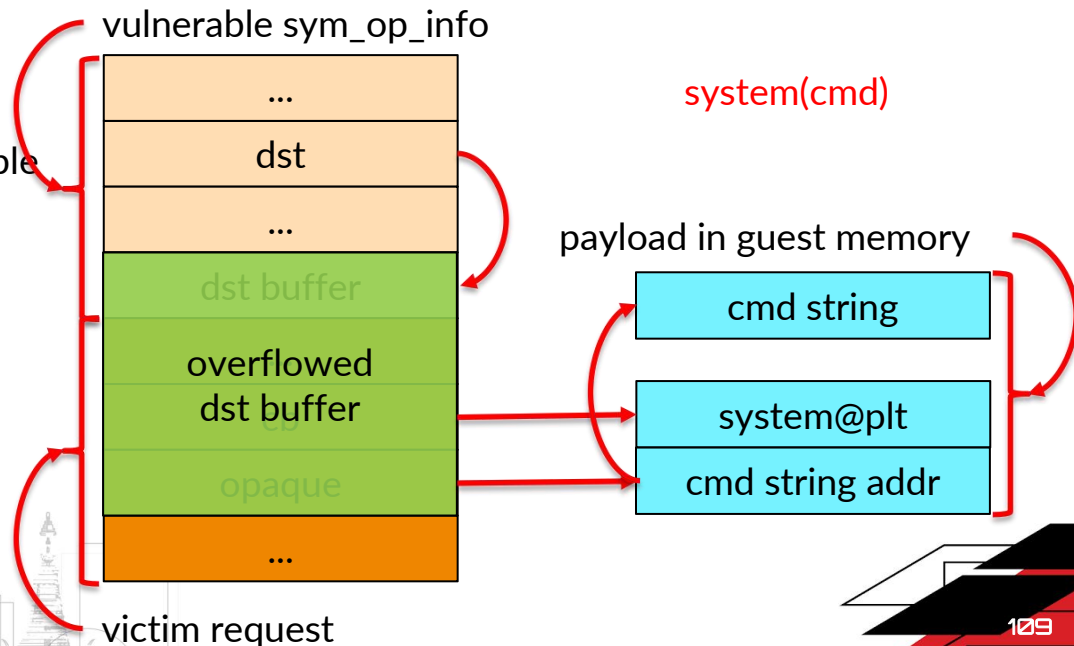 vulnerable sym_op_info
...
system(cmd)
dst
...
payload in guest memory
dst buffer
cmd string
overflowed
dst buffer
cb
system@plt
opaque
cmd string addr
...
victim request
109